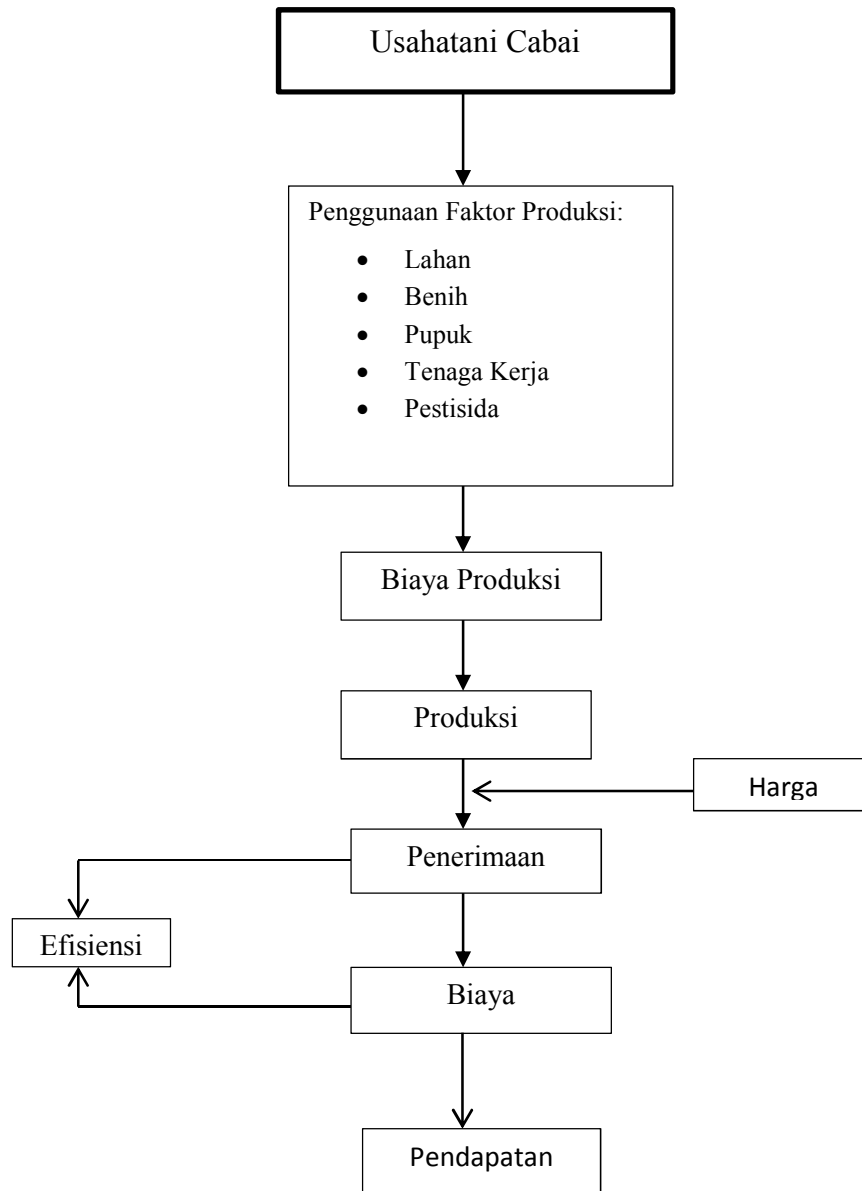 Usahatani Cabai
Penggunaan Faktor Produksi:
• Lahan
• Benih
• Pupuk
• Tenaga Kerja
• Pestisida
Biaya Produksi
Produksi
Harga
Penerimaan
Efisiensi
Biaya
Pendapatan